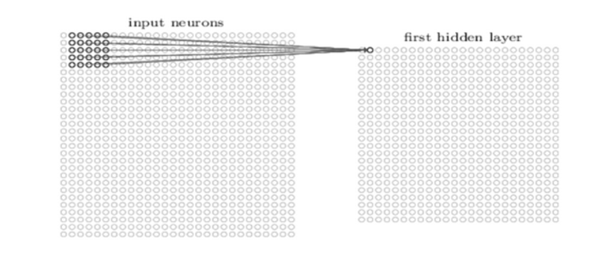 input neurons
first hidden layer